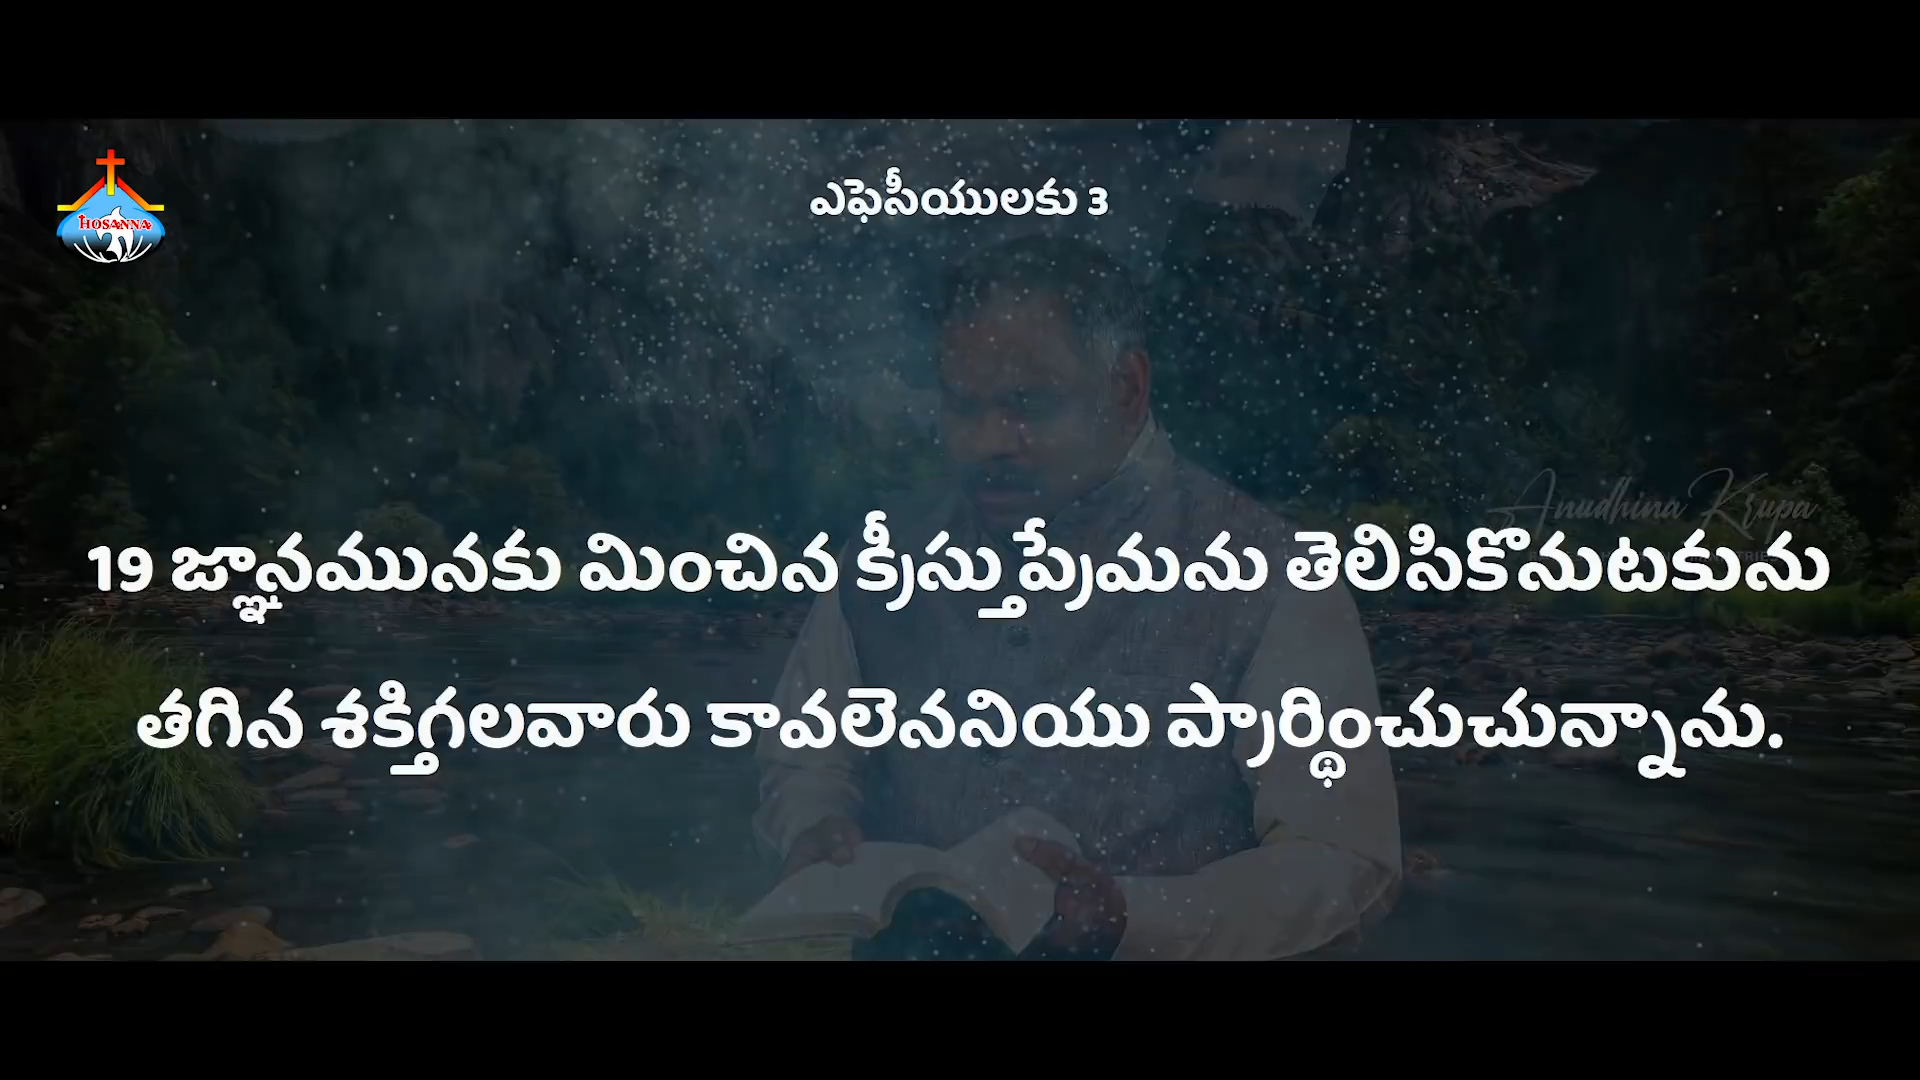 HOSANNA
ఎఫెసీయులకు 3
Anudhina Krupa
19 జ్ఞానమునకు మించిన క్రీస్తుప్రేమను తెలిసికొనుటకును
తగిన శక్తిగలవారు కావలెననియు ప్రార్థించుచున్నాను.